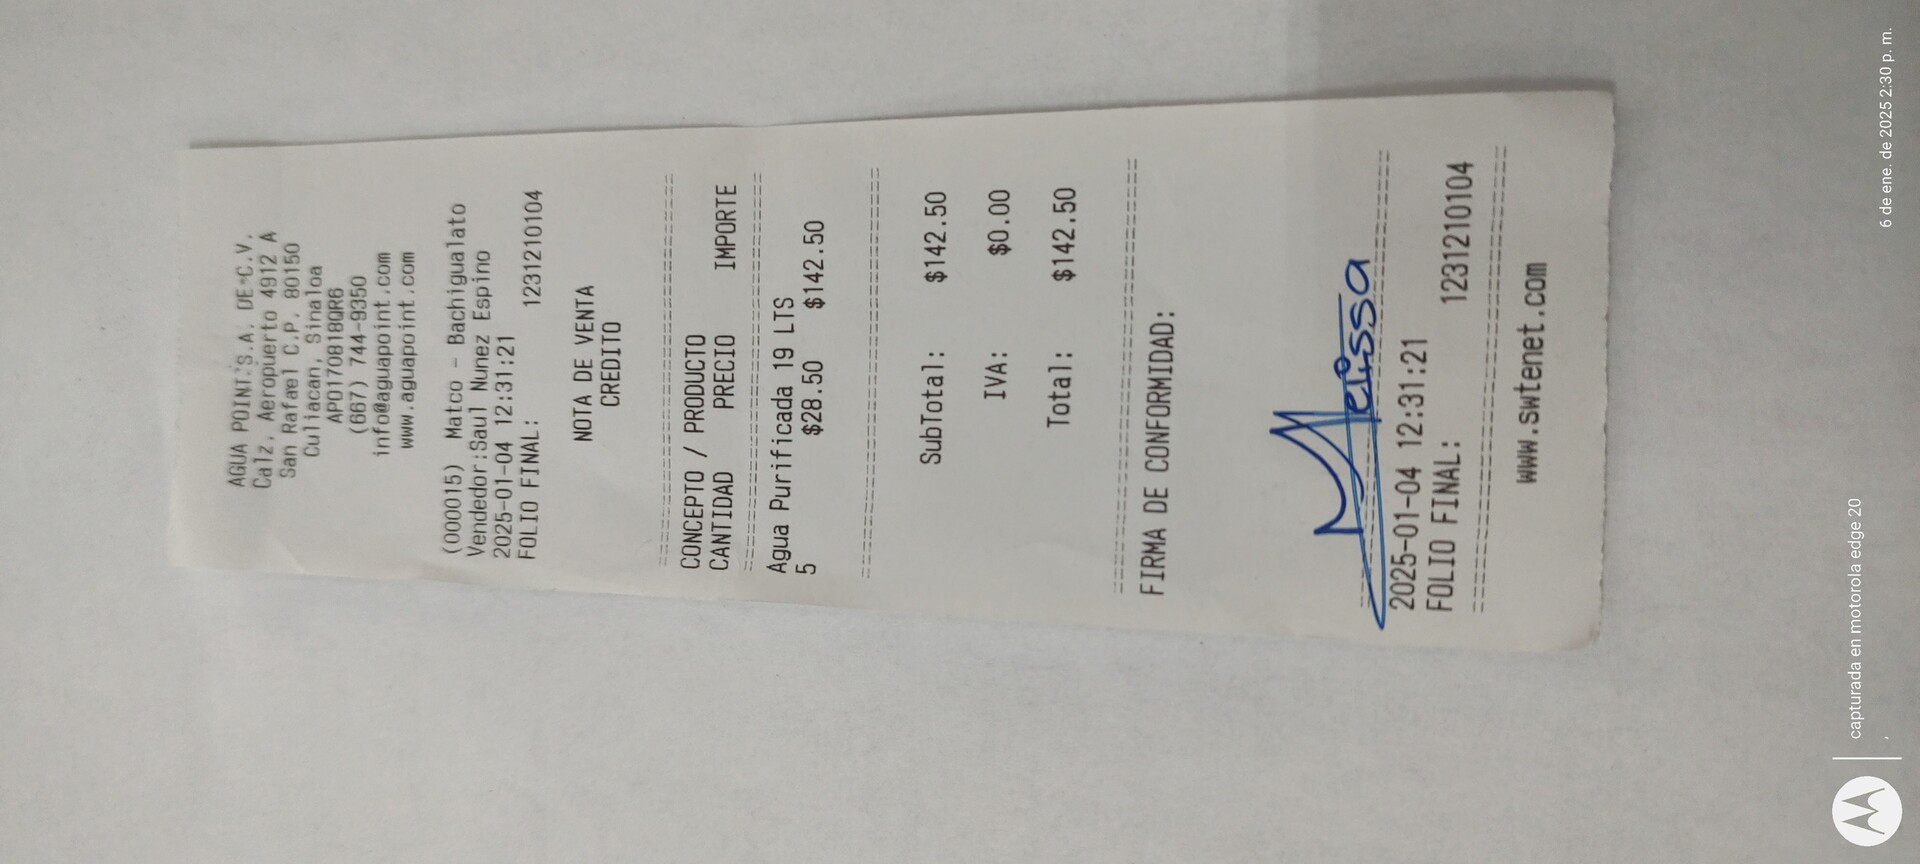 AGUA POINT'S.A. DE C.V.
Calz. Aeropuerto 4912 A
San Rafael C.P. 80150
Culiacan, Sinaloa
APO170818QR6
(667) 744-9350
info@aguapoint.com
www.aguapoint.com
(000015) Matco - Bachigualato
Vendedor:Saul Nunez Espino
2025-01-04 12:31:21
FOLIO FINAL: 1231210104
NOTA DE VENTA
CREDITO
CONCEPTO / PRODUCTO
CANTIDAD PRECIO IMPORTE
Agua Purificada 19 LTS
5 $28.50 $142.50
SubTotal: $142.50
IVA: $0.00
Total: $142.50
FIRMA DE CONFORMIDAD:
Melissa
2025-01-04 12:31:21
FOLIO FINAL: 1231210104
www.swtenet.com
capturada en motorola edge 20
6 de ene. de 2025 2:30 p. m.